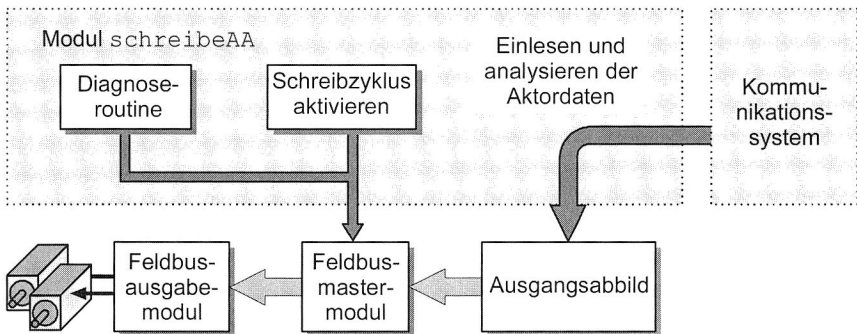 Modul schreibeAA
Diagnose-
routine
Schreibzyklus
aktivieren
Einlesen und
analysieren der
Aktordaten
Kommu-
nikations-
system
Feldbus-
ausgabe-
modul
Feldbus-
master-
modul
Ausgangsabbild